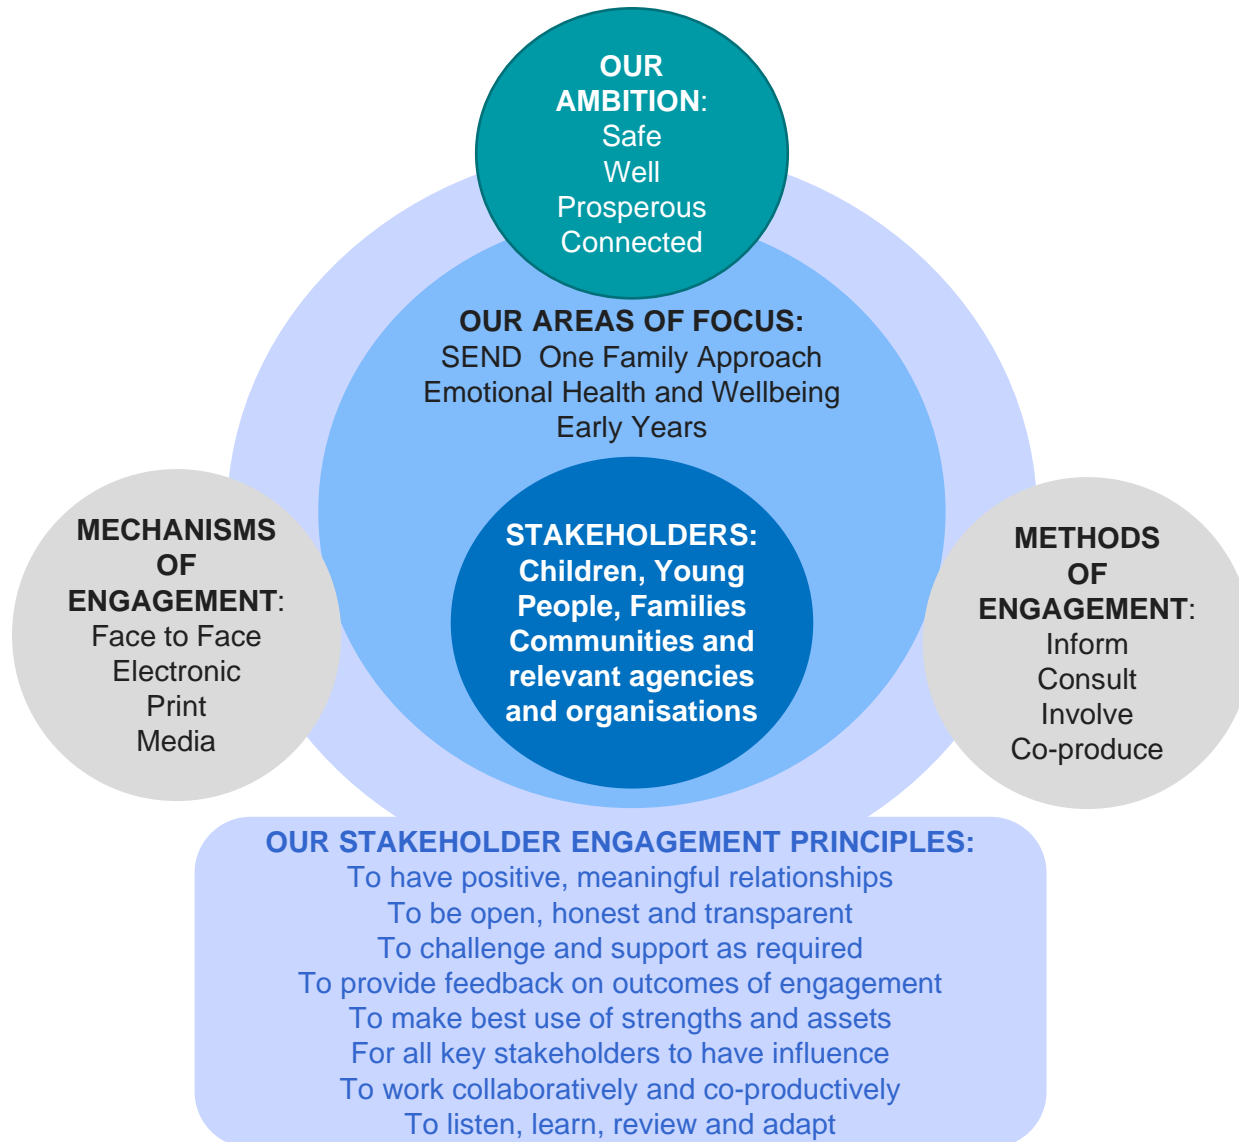 OUR
AMBITION:
Safe
Well
Prosperous
Connected
OUR AREAS OF FOCUS:
SEND  One Family Approach
Emotional Health and Wellbeing
Early Years
MECHANISMS
OF
ENGAGEMENT:
Face to Face
Electronic
Print
Media
STAKEHOLDERS:
Children, Young
People, Families
Communities and
relevant agencies
and organisations
METHODS
OF
ENGAGEMENT:
Inform
Consult
Involve
Co-produce
OUR STAKEHOLDER ENGAGEMENT PRINCIPLES:
To have positive, meaningful relationships
To be open, honest and transparent
To challenge and support as required
To provide feedback on outcomes of engagement
To make best use of strengths and assets
For all key stakeholders to have influence
To work collaboratively and co-productively
To listen, learn, review and adapt